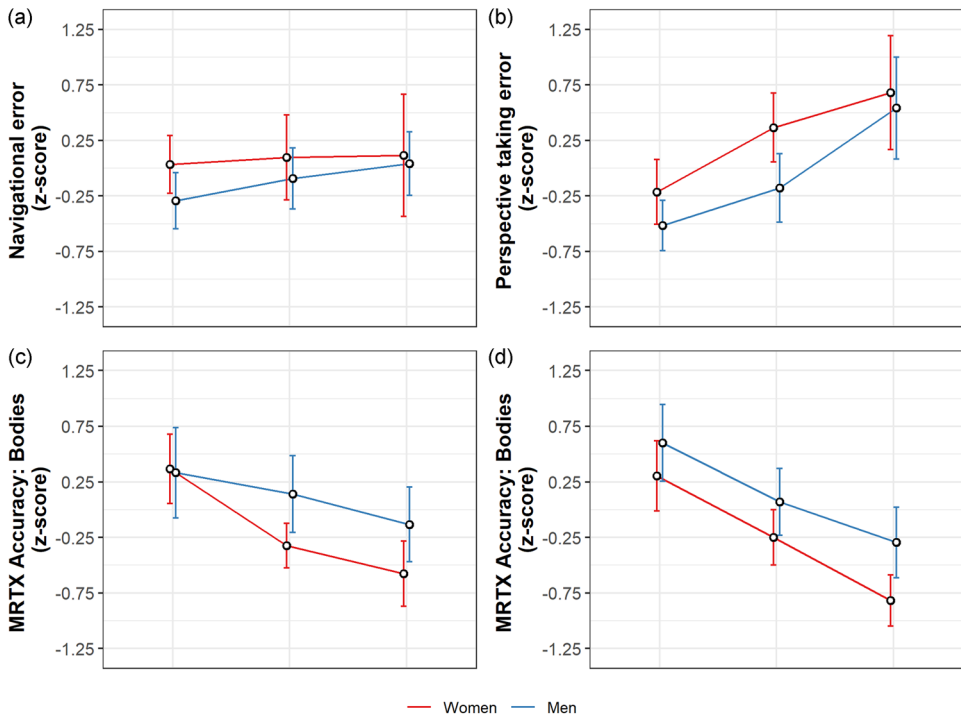 (a)
Navigational error
(z-score)
1.25
0.75
0.25
-0.25
-0.75
-1.25
(b)
Perspective taking error
(z-score)
1.25
0.75
0.25
-0.25
-0.75
-1.25
(c)
MRTX Accuracy: Bodies
(z-score)
1.25
0.75
0.25
-0.25
-0.75
-1.25
(d)
MRTX Accuracy: Bodies
(z-score)
1.25
0.75
0.25
-0.25
-0.75
-1.25
Women Men